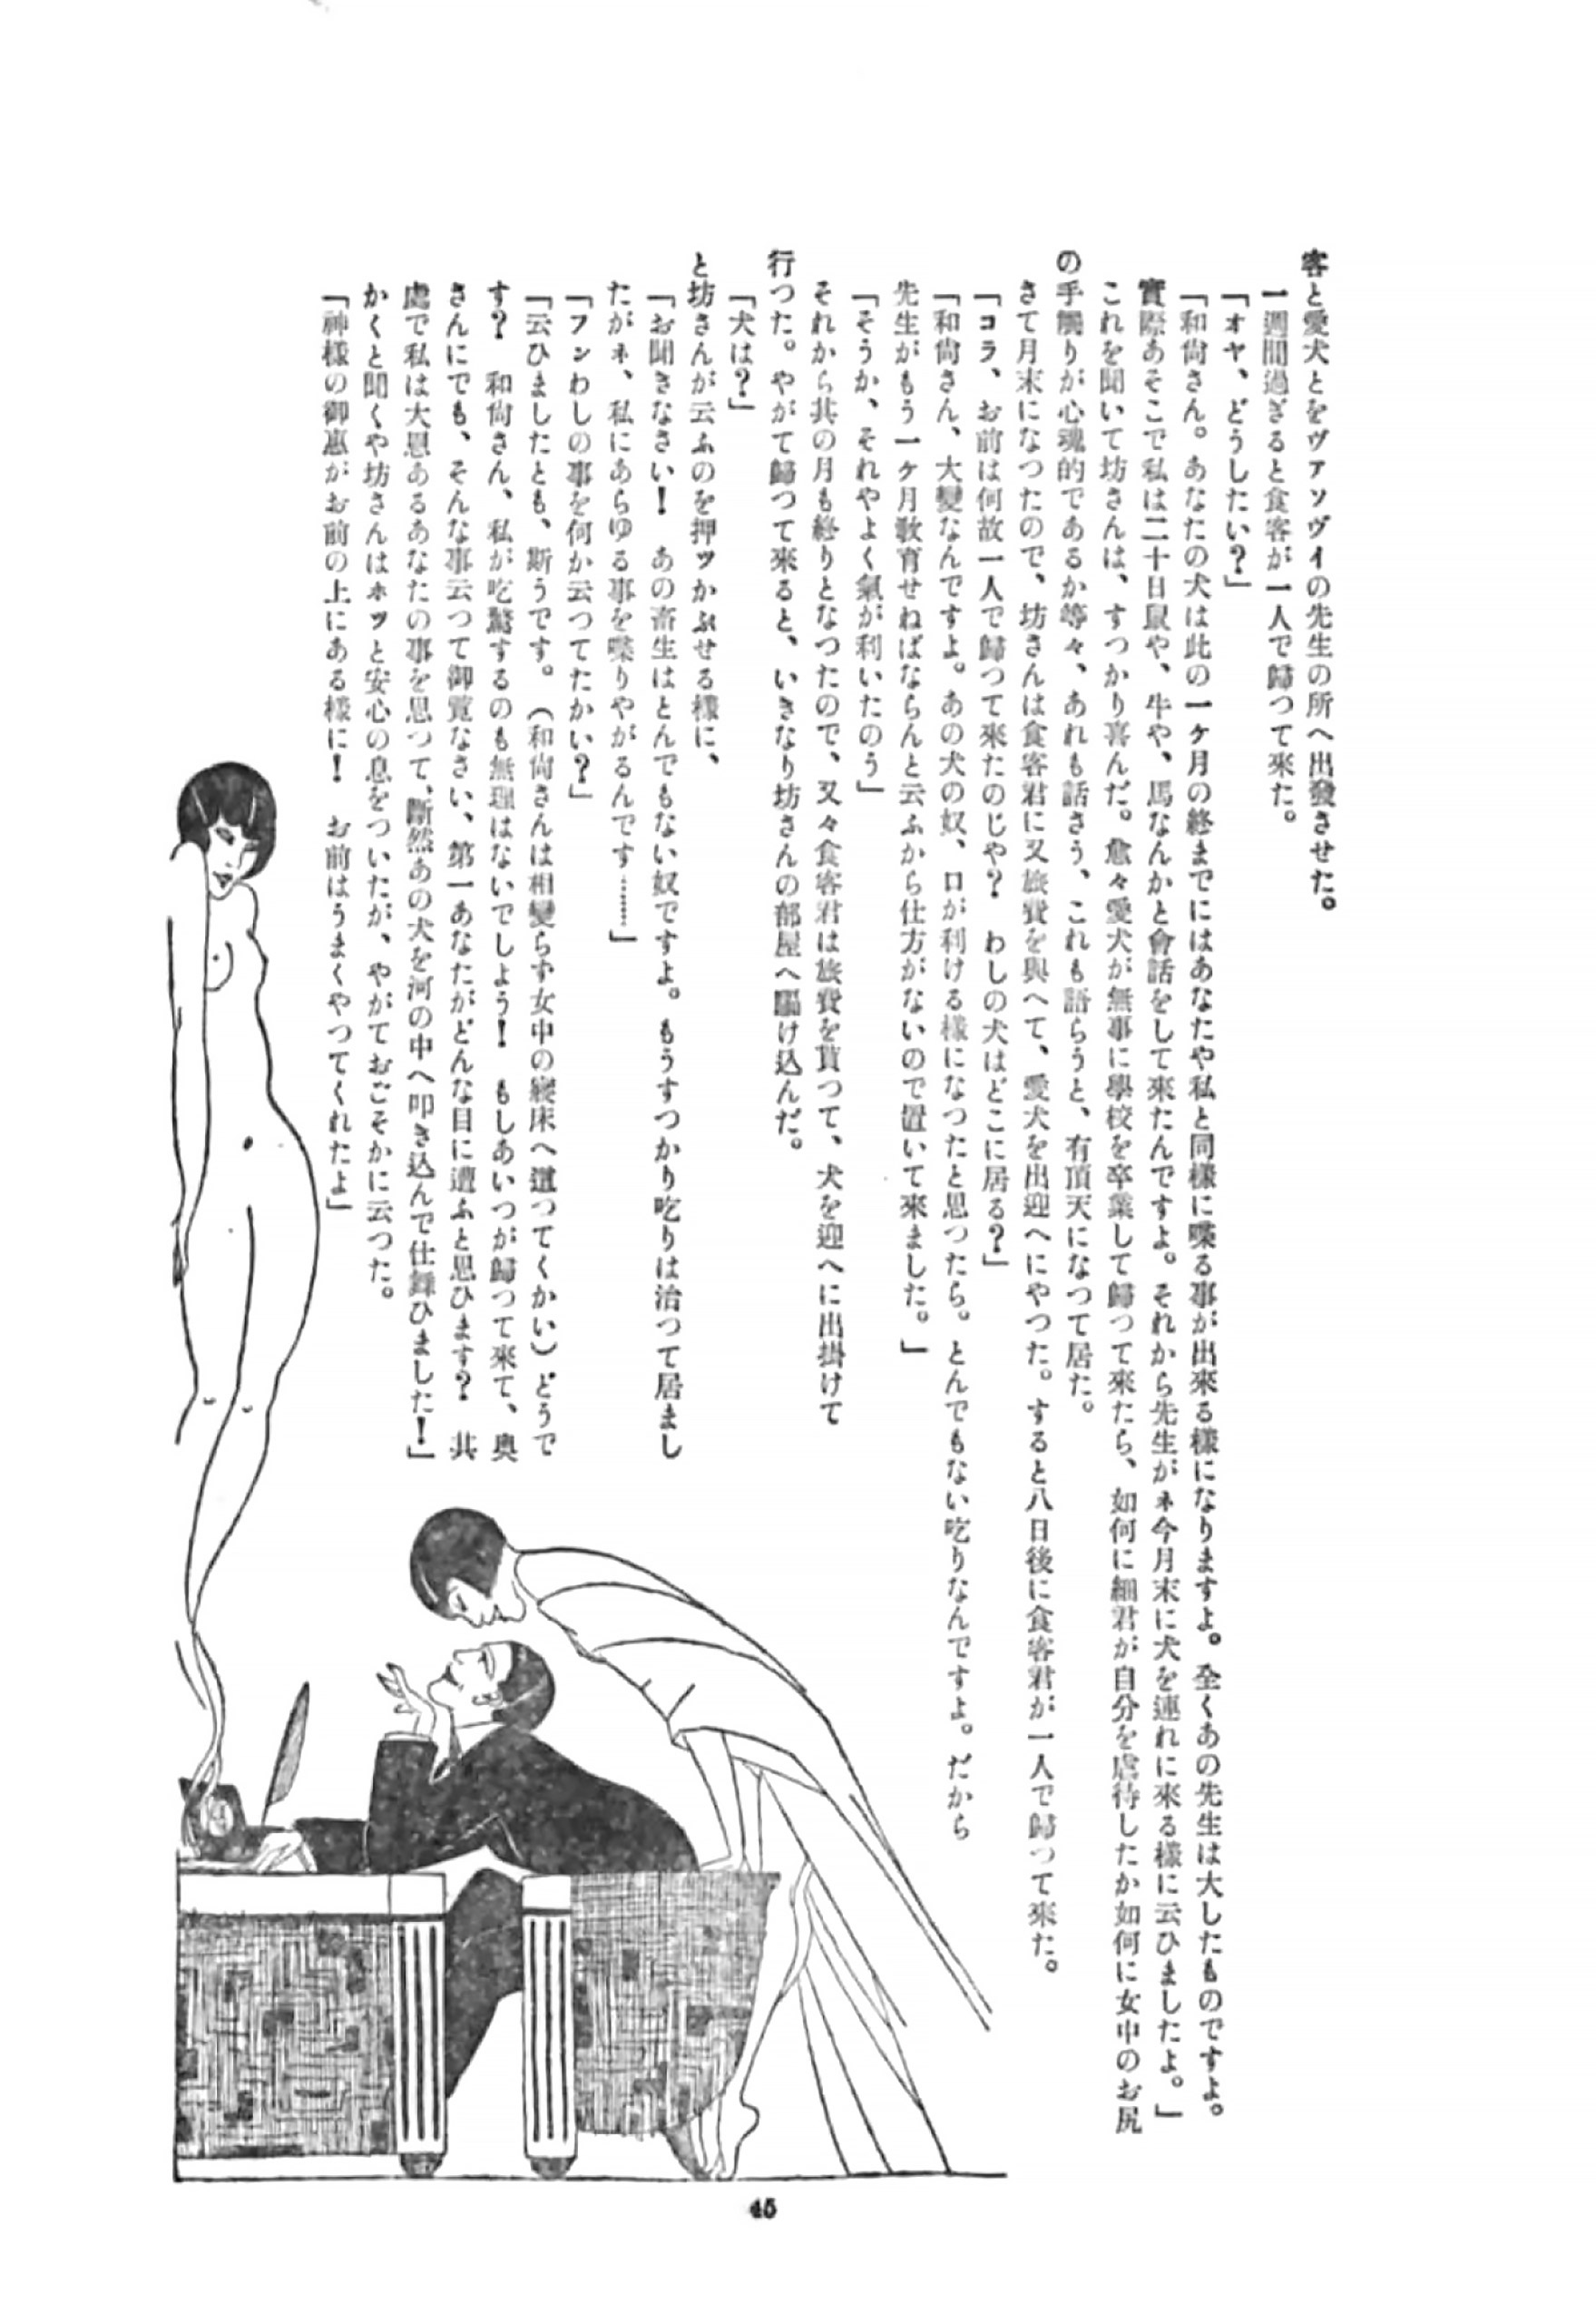 客と愛犬とをヴァソヴイの先生の所へ出發させた。
一週間過ぎると食客が一人で歸つて來た。
「オヤ、どうしたい？」
「和尙さん。あなたの犬は此の一ケ月の終までにはあなたや私と同樣に喋る事が出來る樣になりますよ。全くあの先生は大したものですよ。
實際あそこで私は二十日鼠や、牛や、馬なんかと會話をして來たんですよ。それから先生がネ今月末に犬を連れに來る樣に云ひましたよ。」
これを聞いて坊さんは、すつかり喜んだ。愈々愛犬が無事に學校を卒業して歸つて來たら、如何に細君が自分を虐待したか如何に女中のお尻
の手觸りが心魂的であるか等々、あれも話さう、これも語らうと、有頂天になつて居た。
さて月末になつたので、坊さんは食客君に又旅費を與へて、愛犬を出迎へにやつた。すると八日後に食客君が一人で歸つて來た。
「コラ、お前は何故一人で歸つて來たのじや？　わしの犬はどこに居る？」
「和尙さん、大變なんですよ。あの犬の奴、口が利ける樣になつたと思つたら。とんでもない吃りなんですよ。だから
先生がもう一ケ月敎育せねばならんと云ふから仕方がないので置いて來ました。」
「そうか、それやよく氣が利いたのう」
それから其の月も終りとなつたので、又々食客君は旅費を貰つて、犬を迎へに出掛けて
行つた。やがて歸つて來ると、いきなり坊さんの部屋へ驅け込んだ。
「犬は？」
と坊さんが云ふのを押ッかぶせる樣に、
「お聞きなさい！　あの畜生はとんでもない奴ですよ。もうすつかり吃りは治つて居まし
たがネ、私にあらゆる事を喋りやがるんです……」
「フンわしの事を何か云つてたかい？」
「云ひましたとも、斯うです。（和尙さんは相變らず女中の寢床へ這つてくかい）どうで
す？　和尙さん、私が吃驚するのも無理はないでしよう！　もしあいつが歸つて來て、奧
さんにでも、そんな事云つて御覽なさい、第一あなたがどんな目に遭ふと思ひます？　其
處で私は大恩あるあなたの事を思つて、斷然あの犬を河の中へ叩き込んで仕舞ひました！」
かくと聞くや坊さんはホッと安心の息をついたが、やがておごそかに云つた。
「神樣の御惠がお前の上にある樣に！　お前はうまくやつてくれたよ」
45